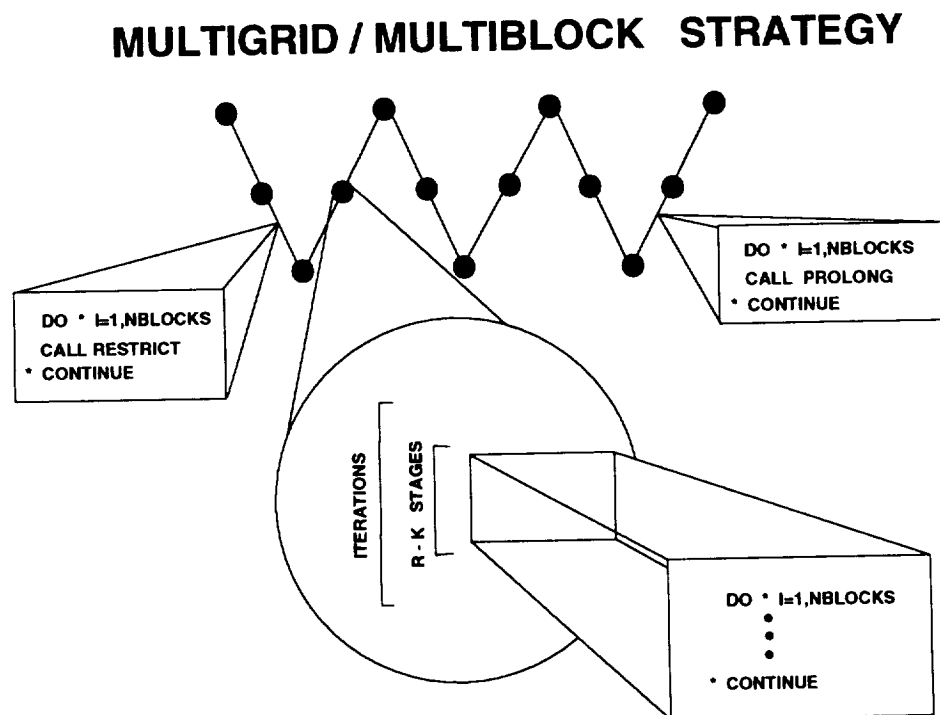 MULTIGRID / MULTIBLOCK STRATEGY
DO * I=1,NBLOCKS
CALL RESTRICT
* CONTINUE
DO * I=1,NBLOCKS
CALL PROLONG
* CONTINUE
ITERATIONS
R - K STAGES
DO * I=1,NBLOCKS
* CONTINUE